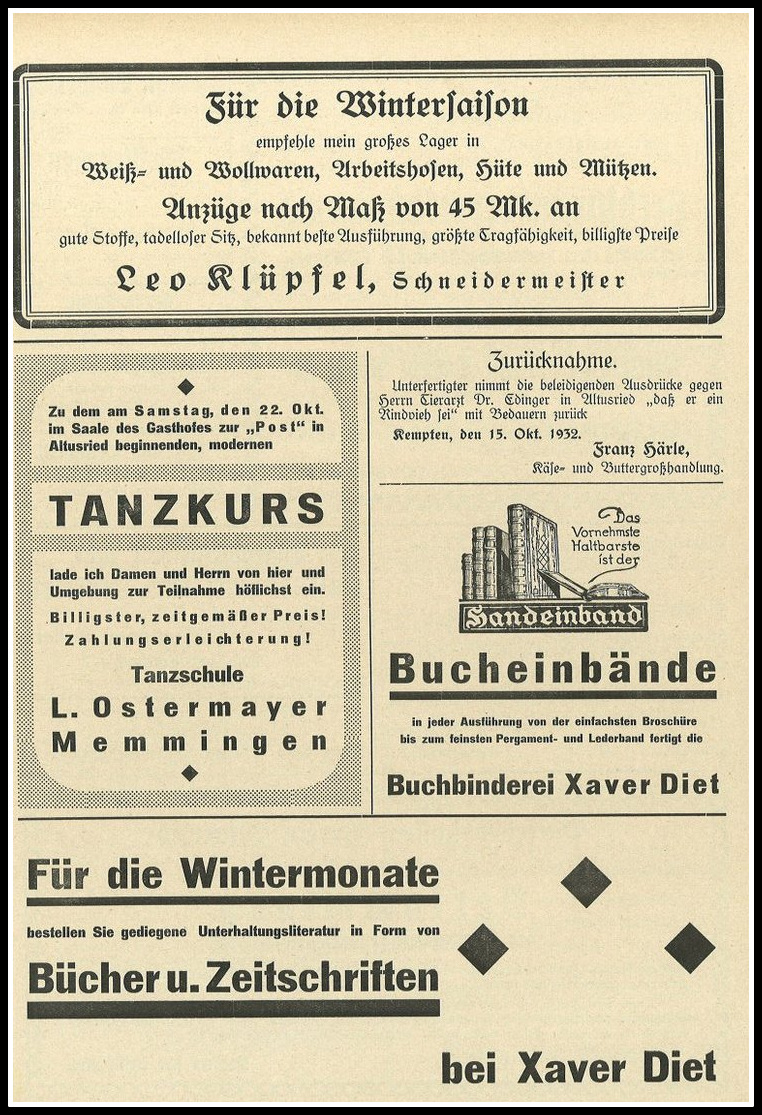 Für die Wintersaison
empfehle mein großes Lager in
Weiß- und Wollwaren, Arbeitshosen, Hüte und Mützen.
Anzüge nach Maß von 45 Mk. an
gute Stoffe, tadelloser Sitz, bekannt beste Ausführung, größte Tragfähigkeit, billigste Preise
Leo Klüpfel, Schneidermeister
Zu dem am Samstag, den 22. Okt.
im Saale des Gasthofes zur „Post“ in
Altusried beginnenden, modernen
TANZKURS
lade ich Damen und Herrn von hier und
Umgebung zur Teilnahme höflichst ein.
Billigster, zeitgemäßer Preis!
Zahlungserleichterung!
Tanzschule
L. Ostermayer
Memmingen
Zurücknahme.
Unterfertigter nimmt die beleidigenden Ausdrücke gegen
Herrn Tierarzt Dr. Edinger in Altusried „daß er ein
Rindvieh sei“ mit Bedauern zurück
Kempten, den 15. Okt. 1932.
Franz Härle,
Käse- und Buttergroßhandlung.
Das
Vornehmste
Haltbarste
ist der
Handeinband
Bucheinbände
in jeder Ausführung von der einfachsten Broschüre
bis zum feinsten Pergament- und Lederband fertigt die
Buchbinderei Xaver Diet
Für die Wintermonate
bestellen Sie gediegene Unterhaltungsliteratur in Form von
Bücher u. Zeitschriften
bei Xaver Diet